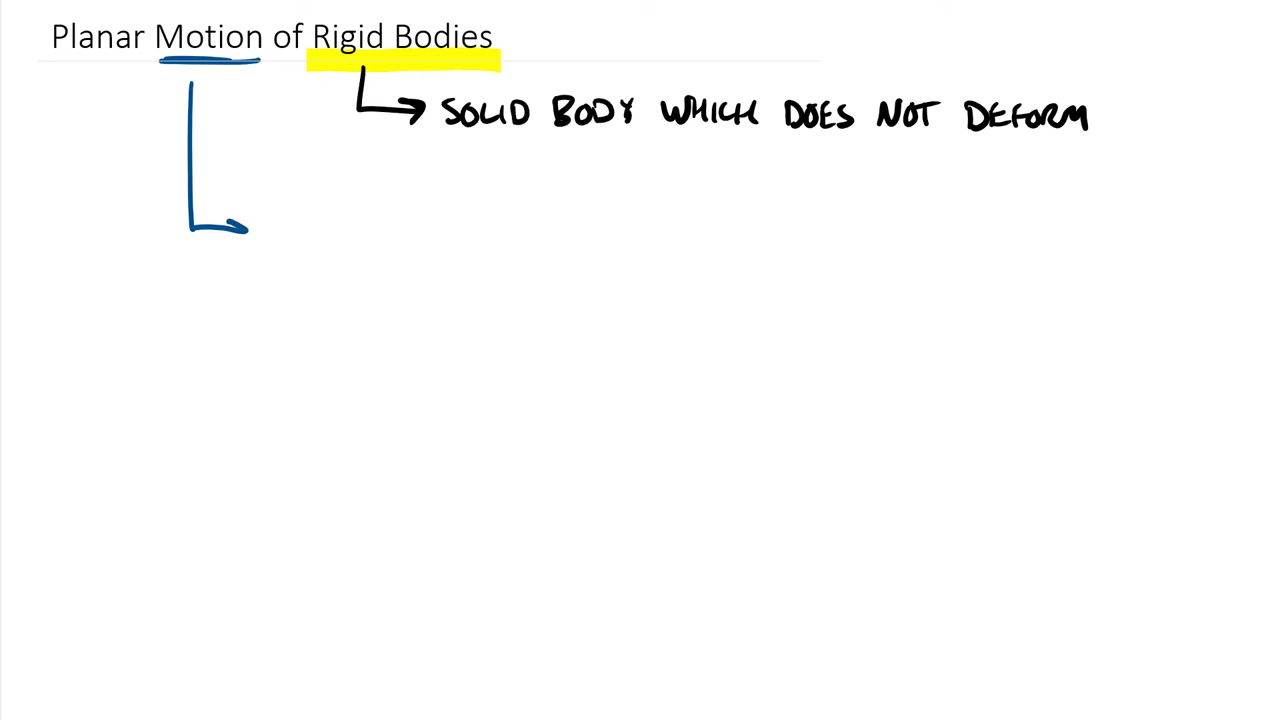 Planar Motion of Rigid Bodies
SOLID BODY WHICH DOES NOT DEFORM